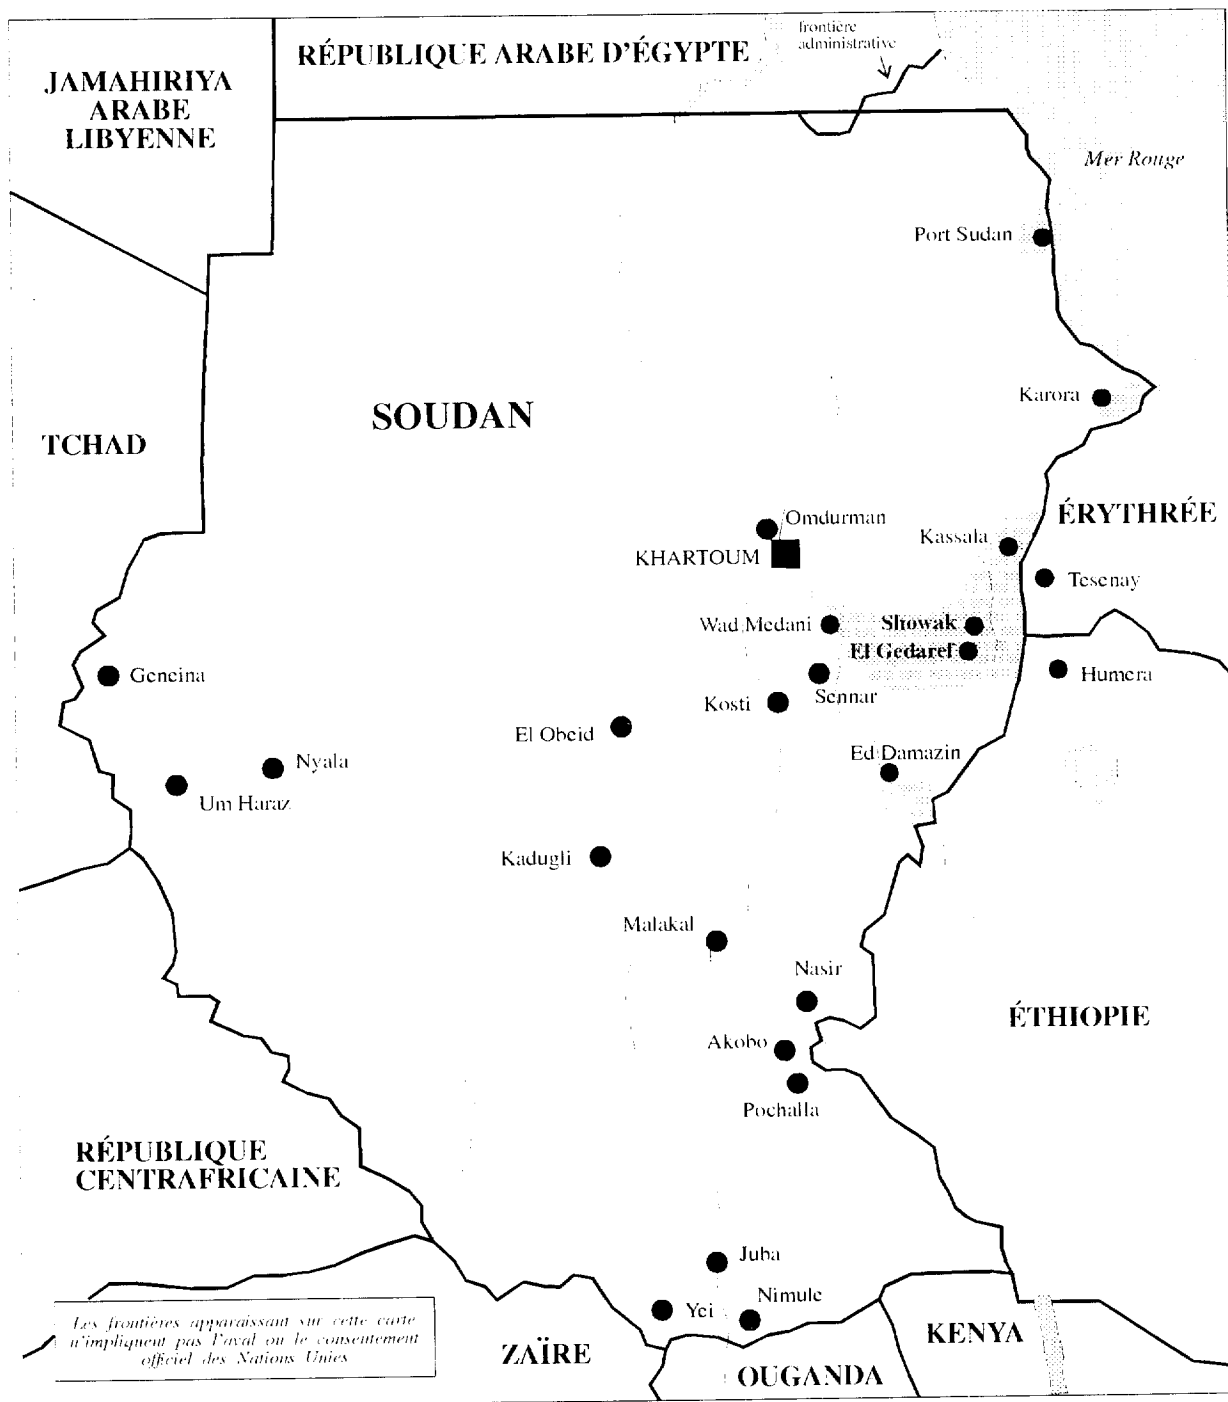 frontière
administrative
RÉPUBLIQUE ARABE D'ÉGYPTE
JAMAHIRIYA
ARABE
LIBYENNE
Mer Rouge
Port Sudan
Karora
SOUDAN
TCHAD
ÉRYTHRÉE
Omdurman
Kassala
KHARTOUM
Tesenay
Wad Medani
Showak
El Gedaref
Geneina
Humera
Sennar
Kosti
El Obeid
Ed Damazin
Nyala
Um Haraz
Kadugli
Malakal
Nasir
ÉTHIOPIE
Akobo
Pochalla
RÉPUBLIQUE
CENTRAFRICAINE
Juba
Yei
Nimule
Les frontières apparaissant sur cette carte
n'impliquent pas l'aval ou le consentement
officiel des Nations Unies
KENYA
ZAÏRE
OUGANDA